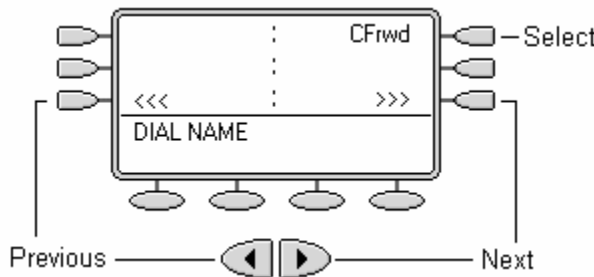 CFrwd
Select
<<< >>>
DIAL NAME
Previous
Next